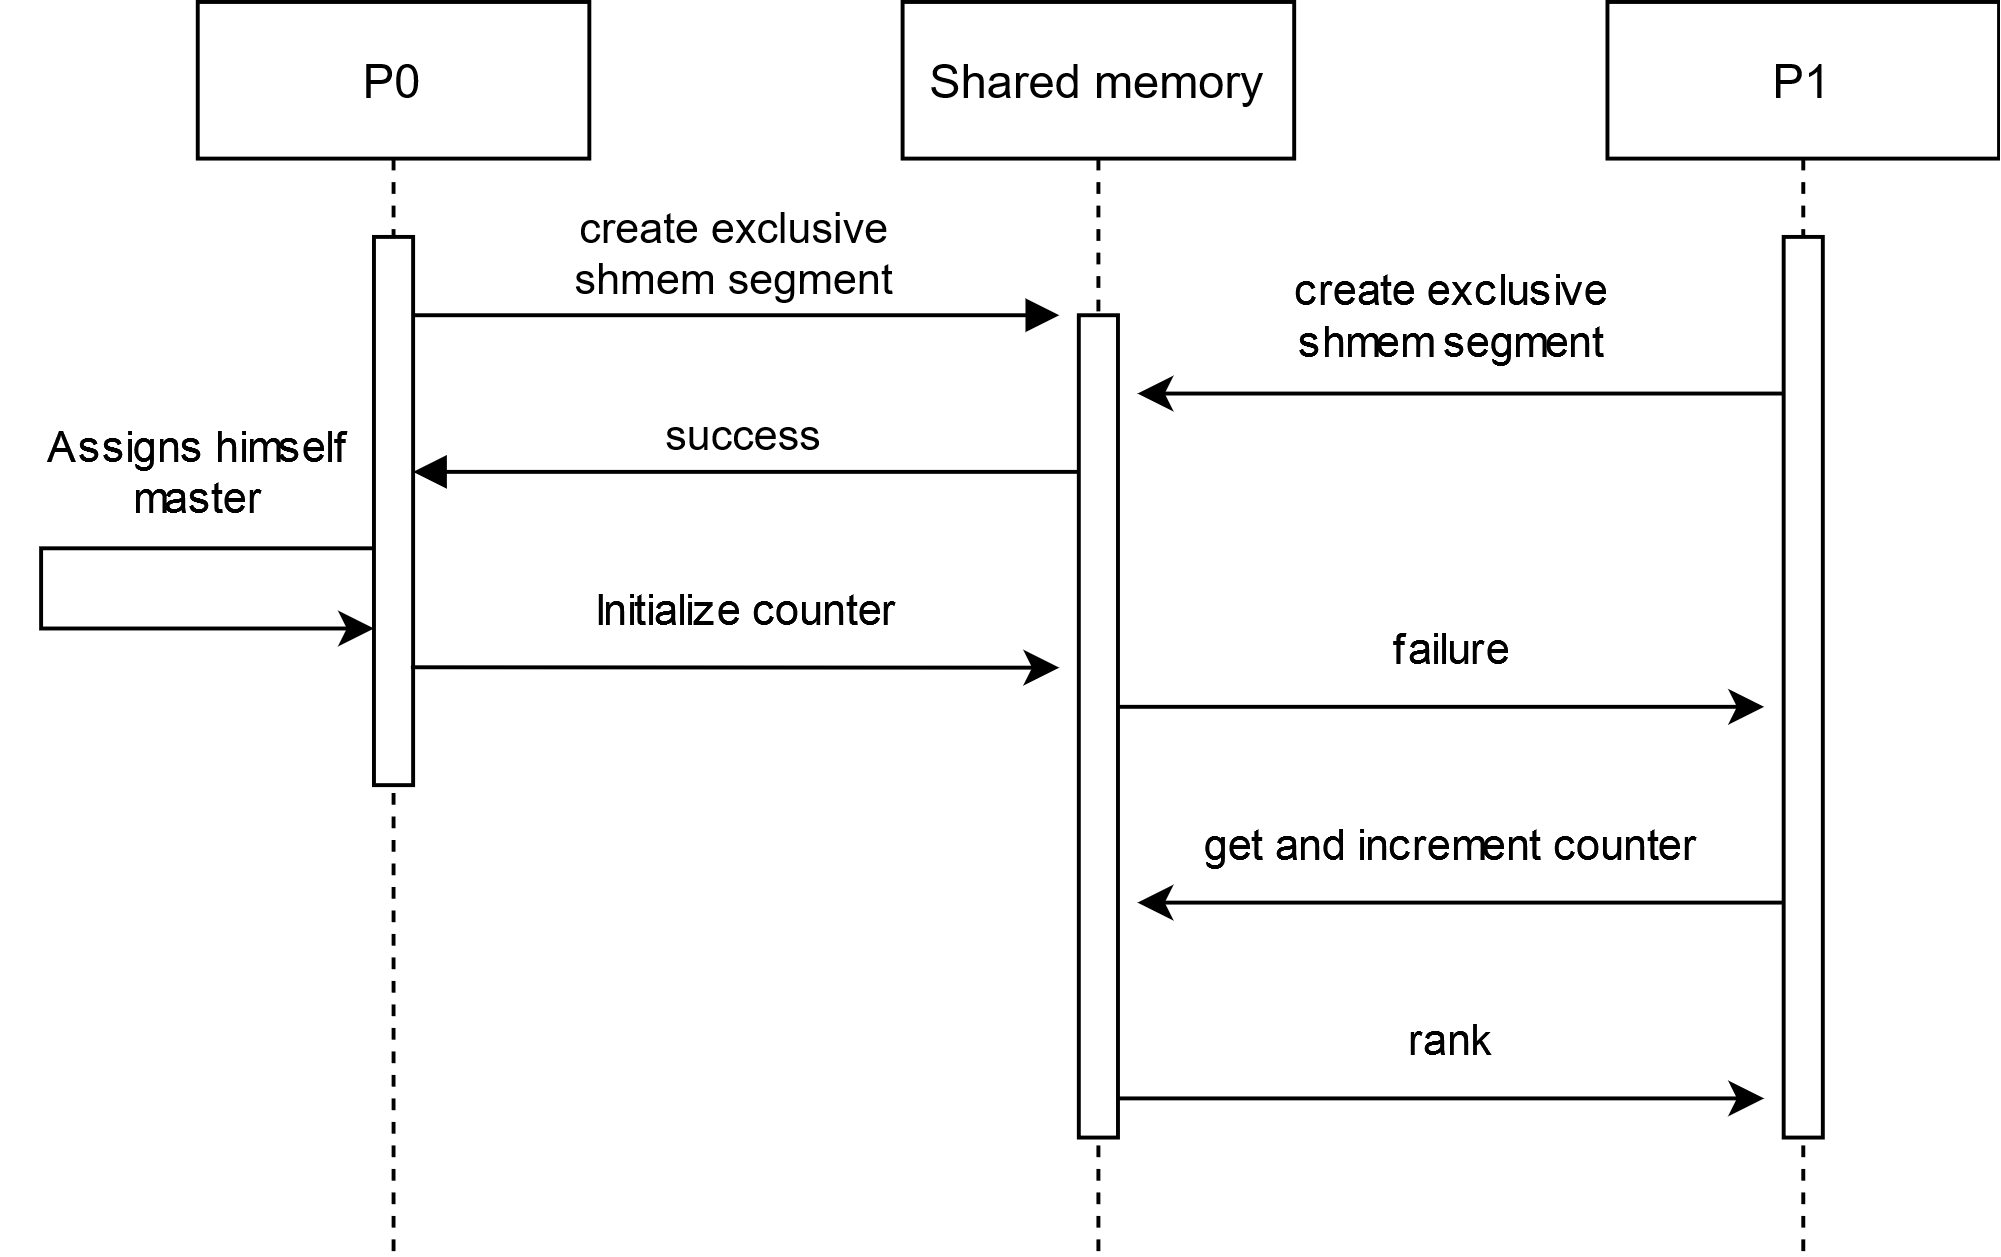 P0
Shared memory
P1
create exclusive
shmem segment
create exclusive
shmem segment
success
Assigns himself
master
Initialize counter
failure
get and increment counter
rank